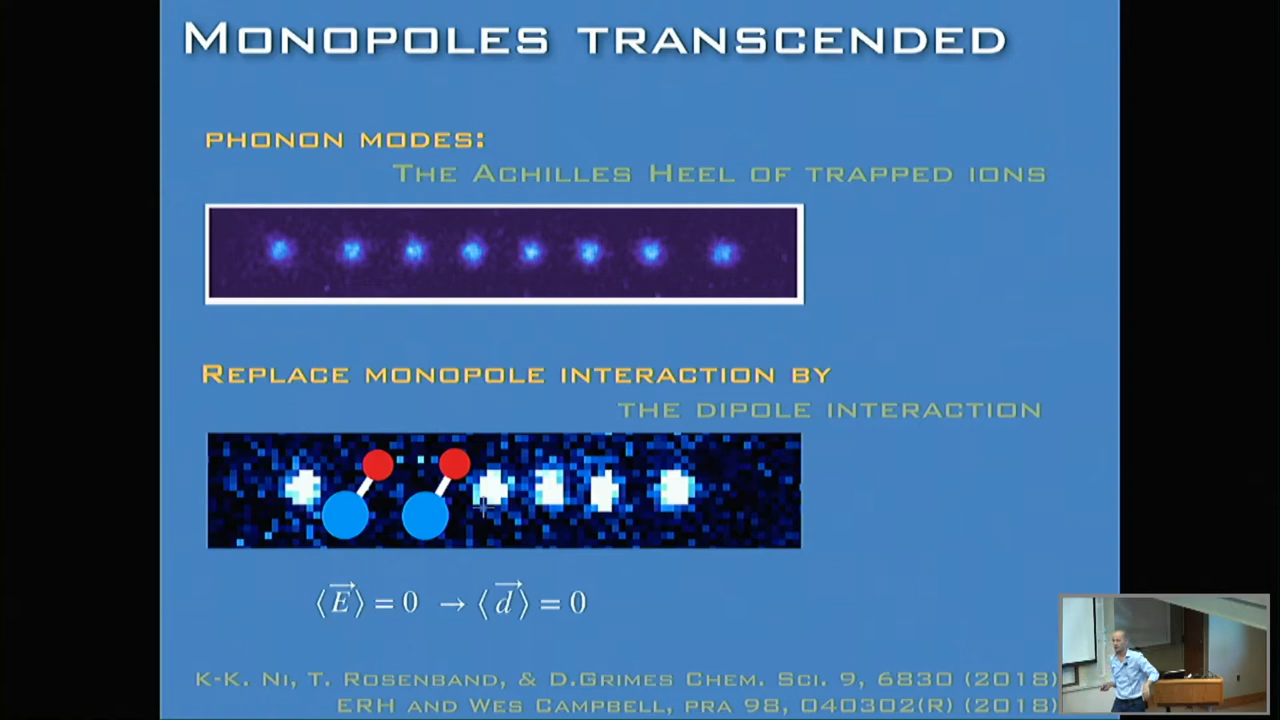 MONOPOLES TRANSCENDED
PHONON MODES:
THE ACHILLES HEEL OF TRAPPED IONS
REPLACE MONOPOLE INTERACTION BY
THE DIPOLE INTERACTION
⟨E⃗⟩ = 0 → ⟨d⃗⟩ = 0
K-K. NI, T. ROSENBAND, & D.GRIMES CHEM. SCI. 9, 6830 (2018)
ERH AND WES CAMPBELL, PRA 98, 040302(R) (2018)